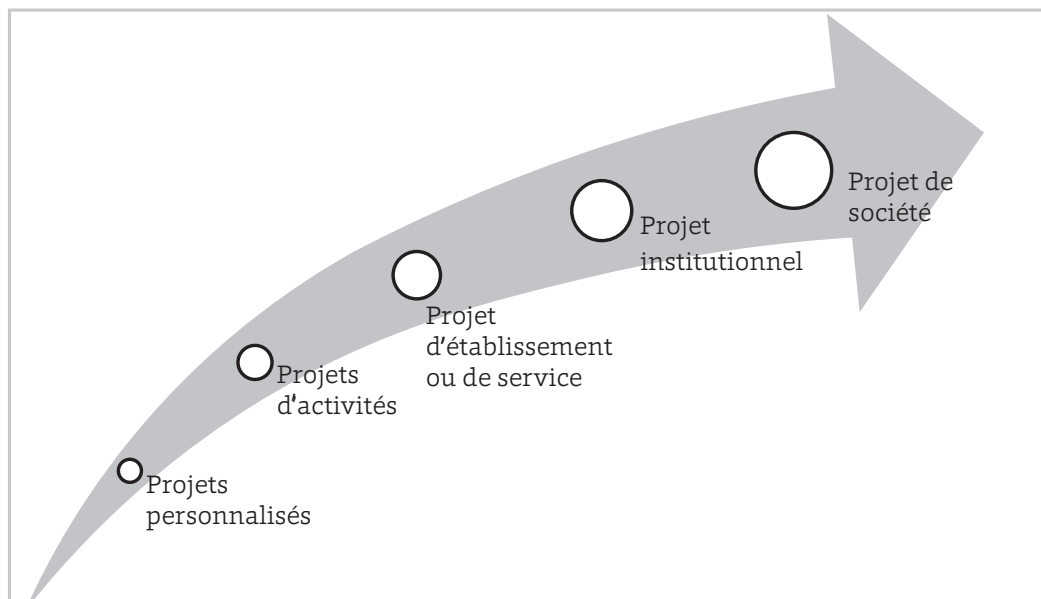 Projet de
société
Projet
institutionnel
Projet
d'établissement
ou de service
Projets
d'activités
Projets
personnalisés